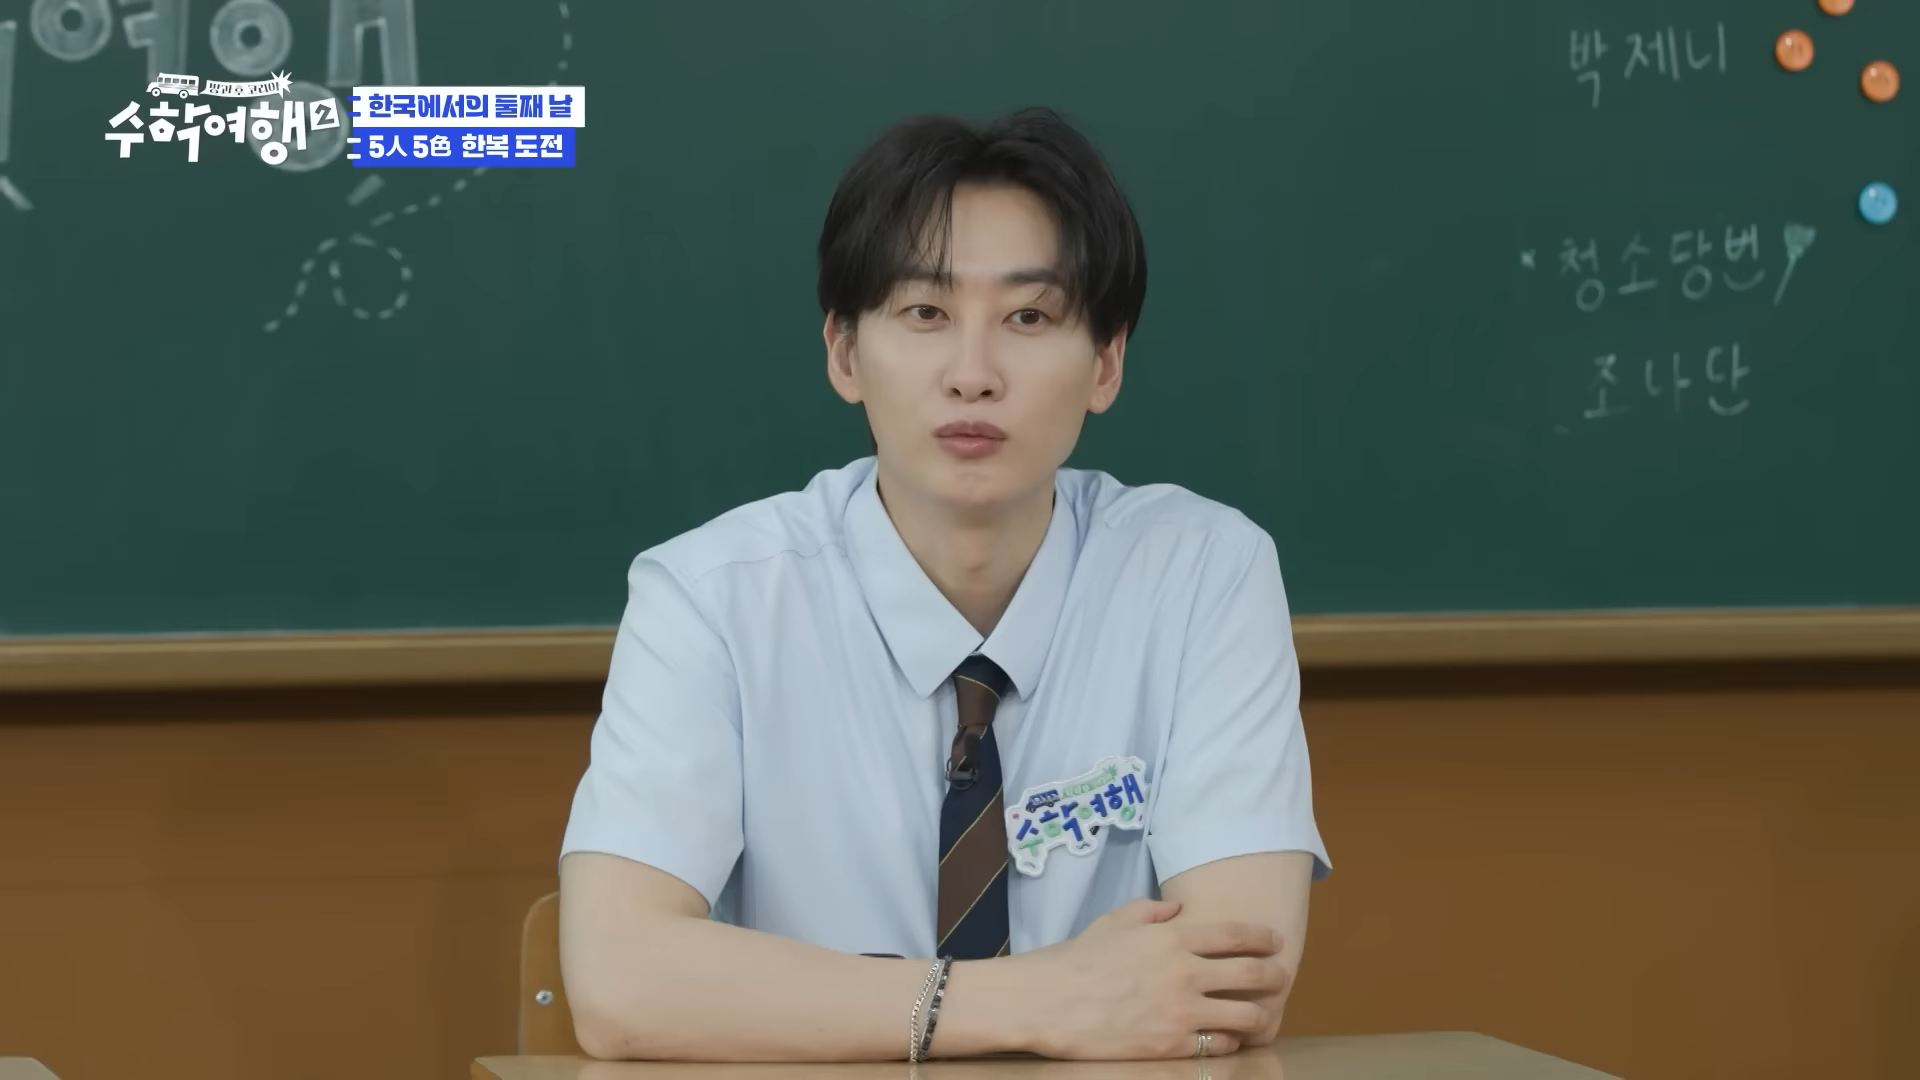 여행
방과 후 코리아
수학여행2
한국에서의 둘째 날
5人 5色 한복 도전
박제니
청소당번
조나단
수학여행